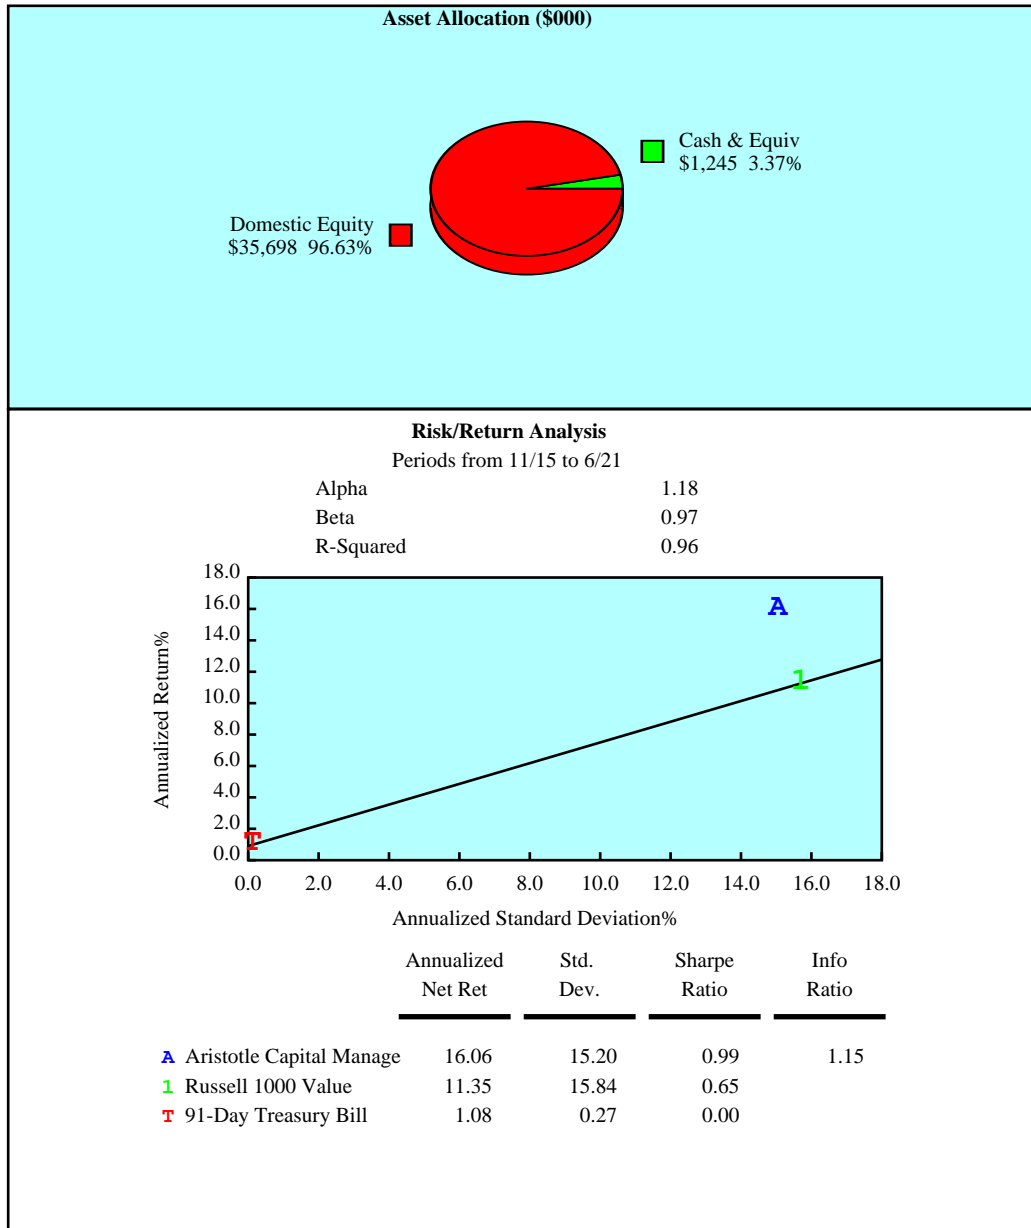 Asset Allocation ($000)
Cash & Equiv
$1,245 3.37%
Domestic Equity
$35,698 96.63%
Risk/Return Analysis
Periods from 11/15 to 6/21
Alpha 1.18
Beta 0.97
R-Squared 0.96
18.0
16.0
14.0
12.0
10.0
8.0
6.0
4.0
2.0
0.0
Annualized Return%
A
1
T
0.0 2.0 4.0 6.0 8.0 10.0 12.0 14.0 16.0 18.0
Annualized Standard Deviation%
Annualized Std. Sharpe Info
Net Ret Dev. Ratio Ratio
A Aristotle Capital Manage 16.06 15.20 0.99 1.15
1 Russell 1000 Value 11.35 15.84 0.65
T 91-Day Treasury Bill 1.08 0.27 0.00